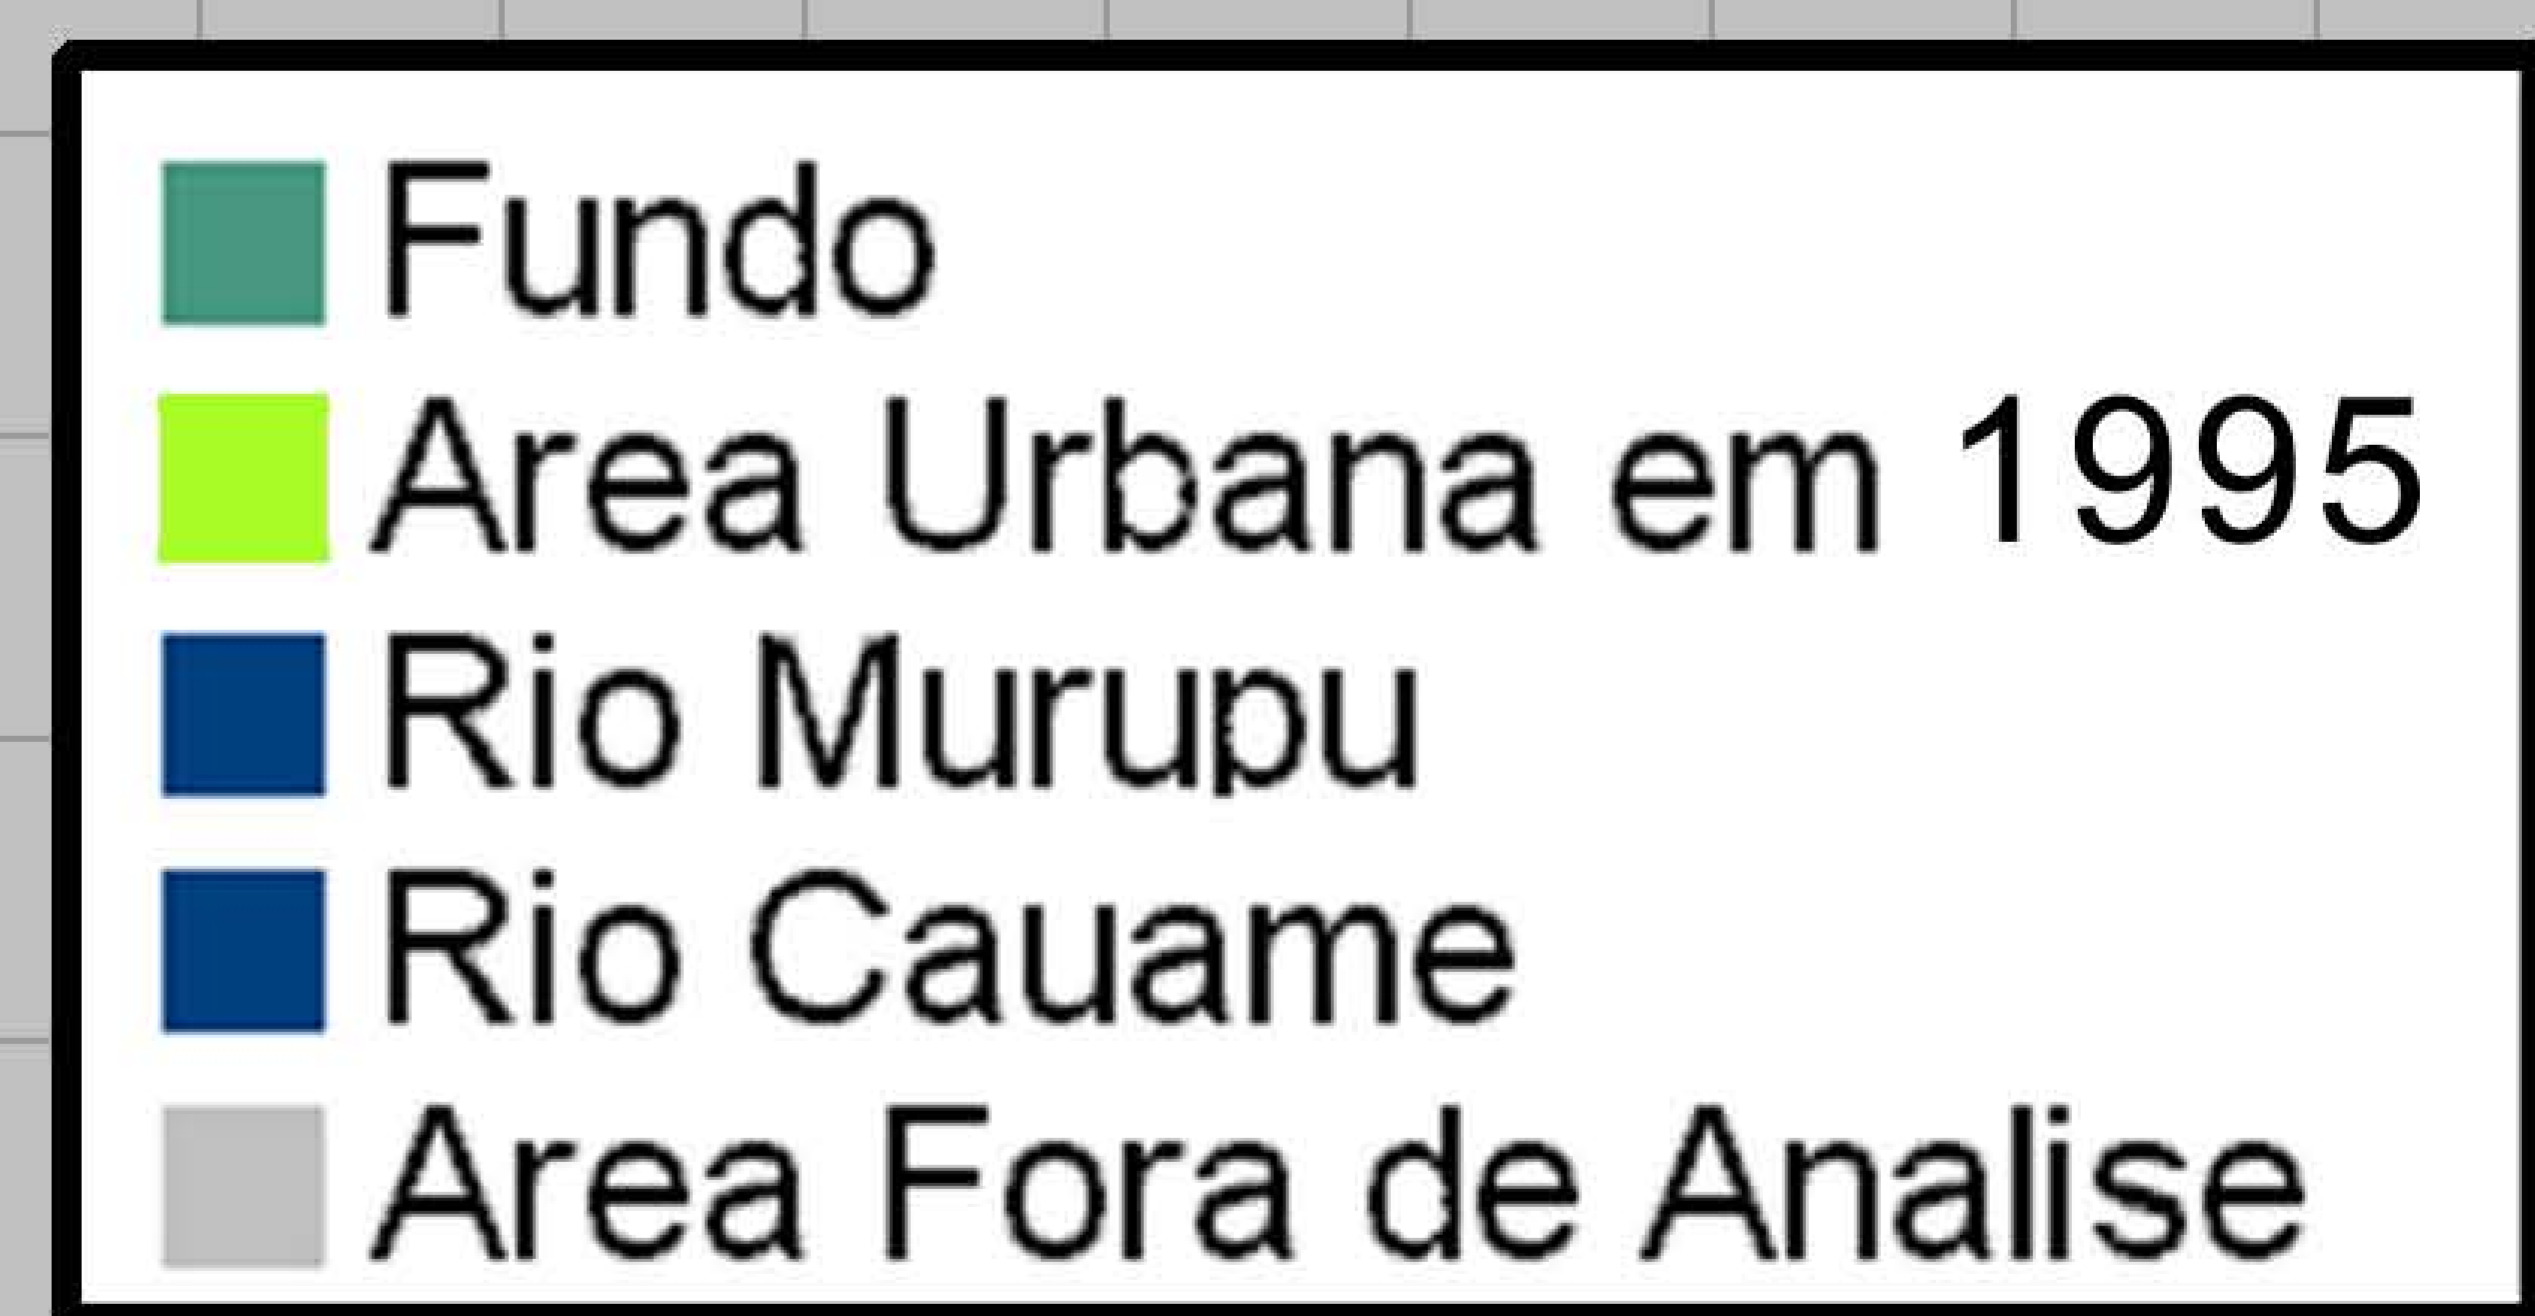 Fundo
Area Urbana em 1995
Rio Murupu
Rio Cauame
Area Fora de Analise